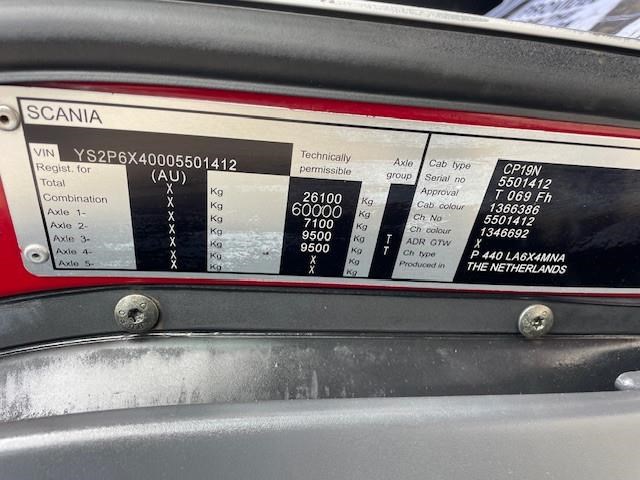 SCANIA
VIN YS2P6X40005501412
Regist. for (AU) Technically permissible Axle group
Total X Kg 26100 Kg
Combination X Kg 60000 Kg
Axle 1- X Kg 7100 Kg
Axle 2- X Kg 9500 Kg T
Axle 3- X Kg 9500 Kg T
Axle 4- X Kg X Kg
Axle 5- X Kg X Kg
Cab type CP19N
Serial no 5501412
Approval T 069 Fh
Cab colour 1366386
Ch. No 5501412
Ch colour 1346692
ADR GTW X
Ch type P 440 LA6X4MNA
Produced in THE NETHERLANDS